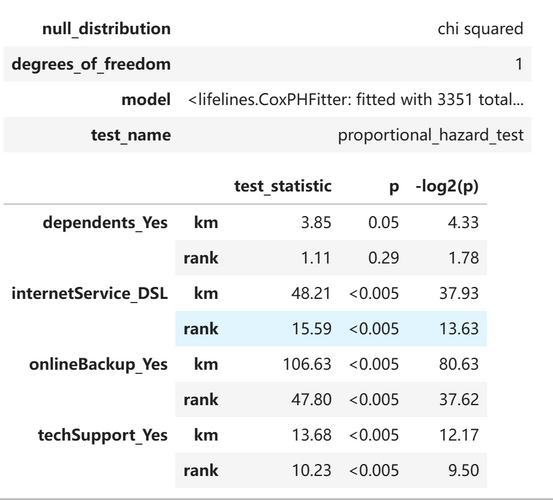 null_distribution chi squared
degrees_of_freedom 1
model <lifelines.CoxPHFitter: fitted with 3351 total...
test_name proportional_hazard_test
test_statistic p -log2(p)
dependents_Yes km 3.85 0.05 4.33
rank 1.11 0.29 1.78
internetService_DSL km 48.21 <0.005 37.93
rank 15.59 <0.005 13.63
onlineBackup_Yes km 106.63 <0.005 80.63
rank 47.80 <0.005 37.62
techSupport_Yes km 13.68 <0.005 12.17
rank 10.23 <0.005 9.50